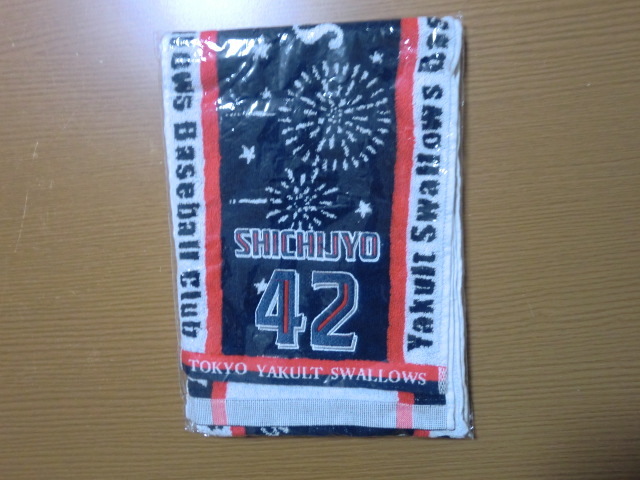 ows Baseball Club
Yakult Swallows Bas
SHICHIJYO
42
TOKYO YAKULT SWALLOWS